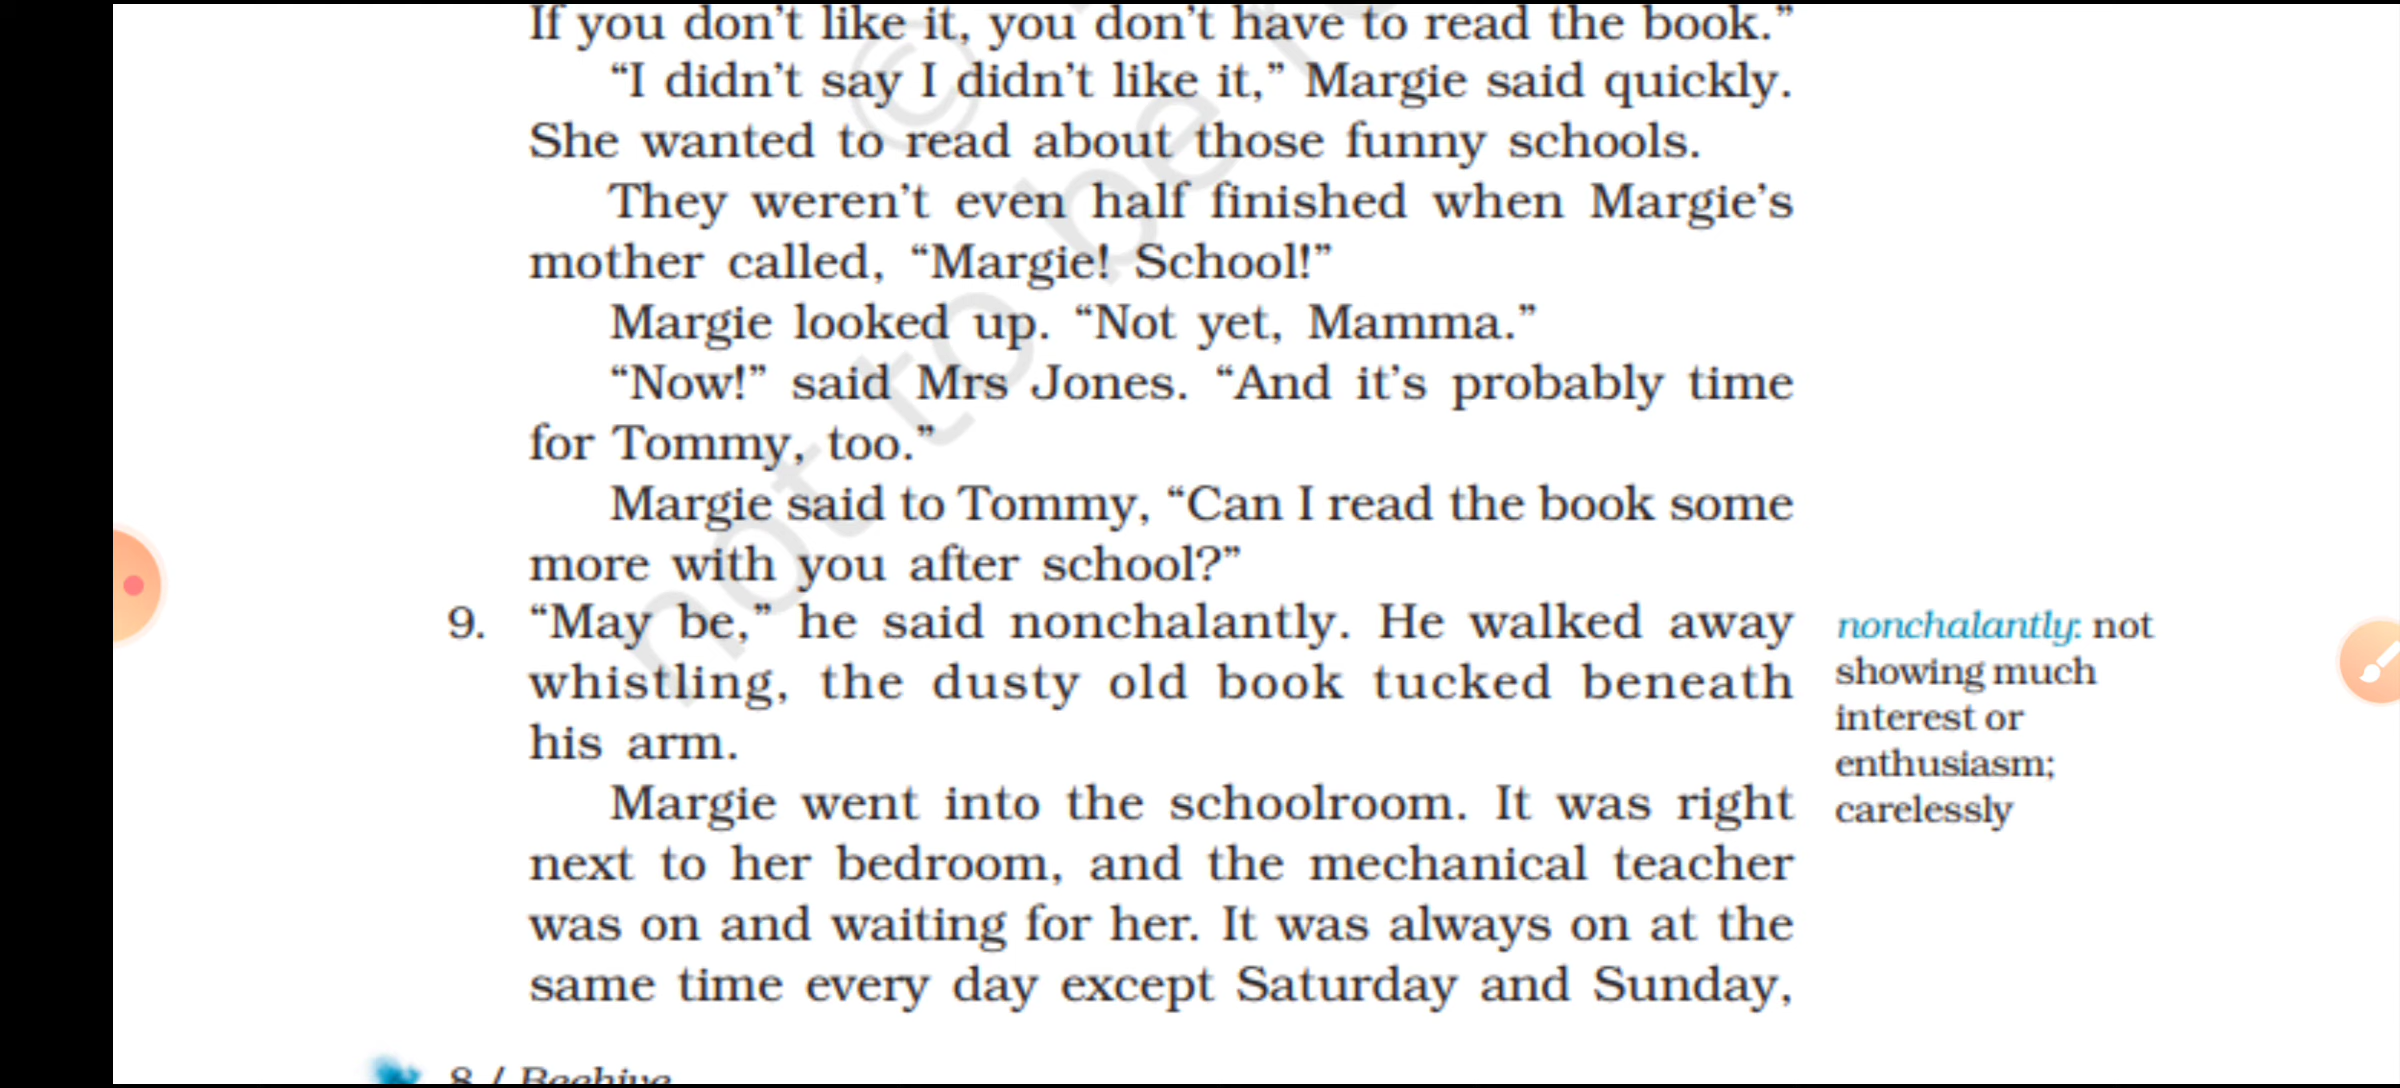 If you don’t like it, you don’t have to read the book.”
“I didn’t say I didn’t like it,” Margie said quickly.
She wanted to read about those funny schools.
They weren’t even half finished when Margie’s
mother called, “Margie! School!”
Margie looked up. “Not yet, Mamma.”
“Now!” said Mrs Jones. “And it’s probably time
for Tommy, too.”
Margie said to Tommy, “Can I read the book some
more with you after school?”
9. “May be,” he said nonchalantly. He walked away
whistling, the dusty old book tucked beneath
his arm.
Margie went into the schoolroom. It was right
next to her bedroom, and the mechanical teacher
was on and waiting for her. It was always on at the
same time every day except Saturday and Sunday,
nonchalantly: not
showing much
interest or
enthusiasm;
carelessly
8 / Beehive
©
not to be